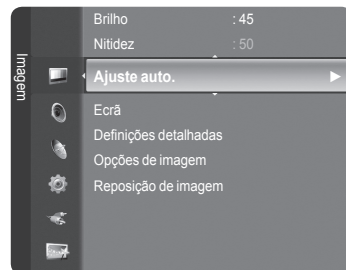 Imagem
Brilho : 45
Nitidez : 50
Ajuste auto.
Ecrã
Definições detalhadas
Opções de imagem
Reposição de imagem